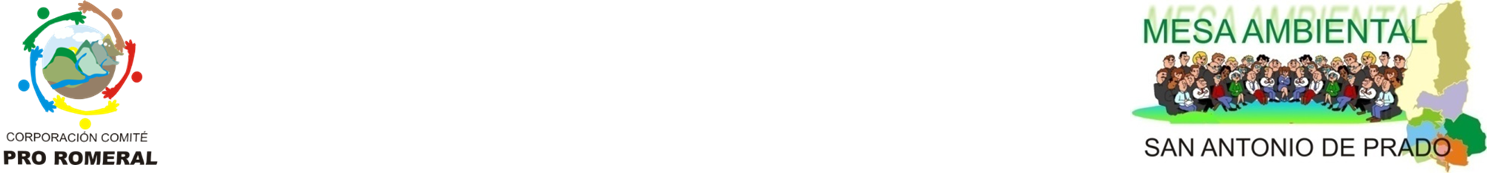 CORPORACIÓN COMITÉ
PRO ROMERAL
MESA AMBIENTAL
SAN ANTONIO DE PRADO